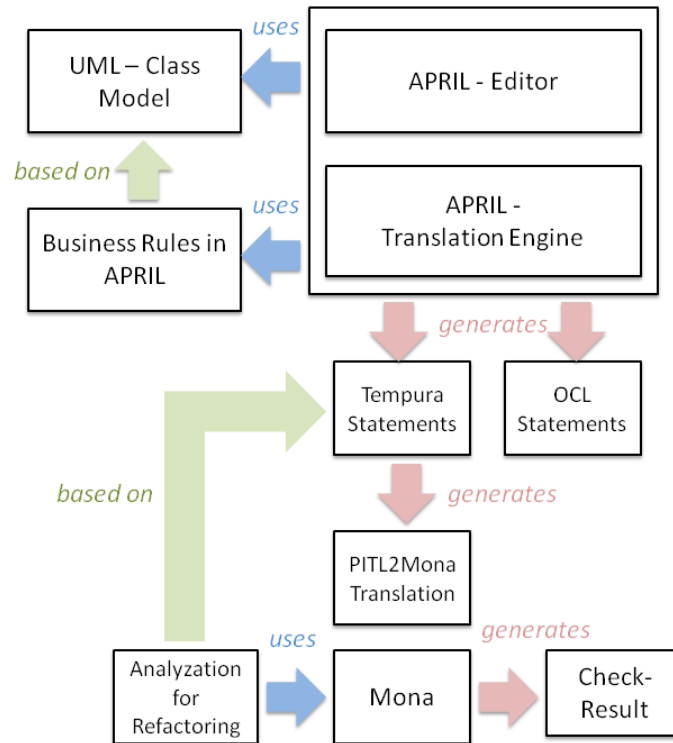 uses
UML – Class
Model
APRIL - Editor
based on
uses
Business Rules in
APRIL
APRIL -
Translation Engine
generates
Tempura
Statements
OCL
Statements
based on
generates
PITL2Mona
Translation
uses
generates
Analyzation
for
Refactoring
Mona
Check-
Result